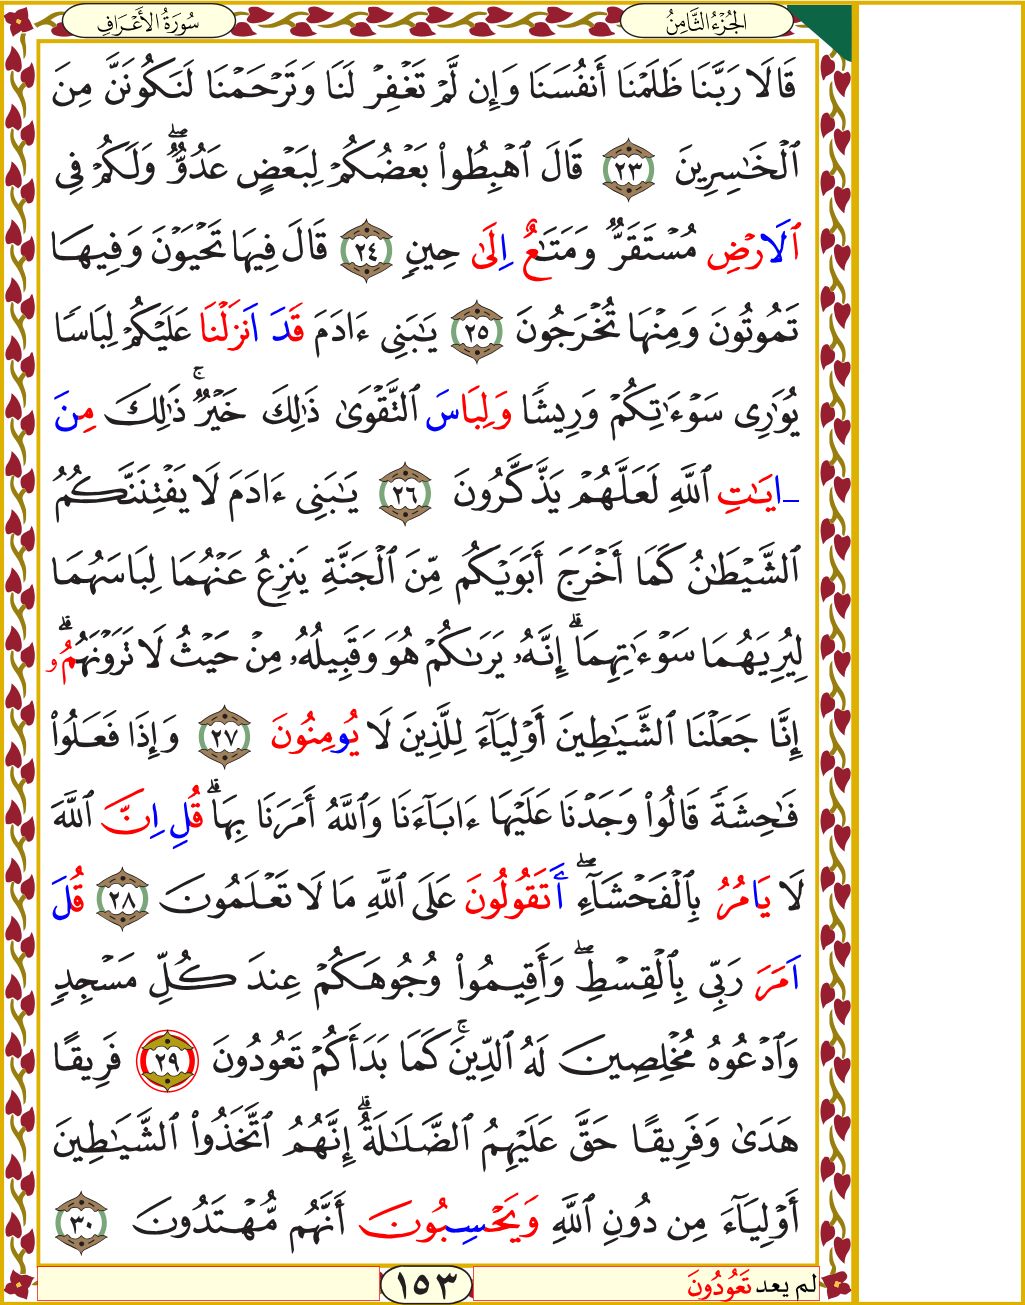 الجُزْءُ الثَّامِنُ
سُورَةُ الأَعْرَافِ
قَالَا رَبَّنَا ظَلَمْنَا أَنفُسَنَا وَإِن لَّمْ تَغْفِرْ لَنَا وَتَرْحَمْنَا لَنَكُونَنَّ مِنَ
ٱلْخَٰسِرِينَ ٢٣ قَالَ ٱهْبِطُوا۟ بَعْضُكُمْ لِبَعْضٍ عَدُوٌّ ۖ وَلَكُمْ فِى
ٱلَارْضِ مُسْتَقَرٌّ وَمَتَٰعٌ اِلَىٰ حِينٍ ٢٤ قَالَ فِيهَا تَحْيَوْنَ وَفِيهَا
تَمُوتُونَ وَمِنْهَا تُخْرَجُونَ ٢٥ يَٰبَنِى ءَادَمَ قَدَ اَنزَلْنَا عَلَيْكُمْ لِبَاسًا
يُوَٰرِى سَوْءَٰتِكُمْ وَرِيشًا وَلِبَاسَ ٱلتَّقْوَىٰ ذَٰلِكَ خَيْرٌ ۚ ذَٰلِكَ مِنَ
ـايَٰتِ ٱللَّهِ لَعَلَّهُمْ يَذَّكَّرُونَ ٢٦ يَٰبَنِى ءَادَمَ لَا يَفْتِنَنَّكُمُ
ٱلشَّيْطَٰنُ كَمَا أَخْرَجَ أَبَوَيْكُم مِّنَ ٱلْجَنَّةِ يَنزِعُ عَنْهُمَا لِبَاسَهُمَا
لِيُرِيَهُمَا سَوْءَٰتِهِمَا ۗ إِنَّهُۥ يَرَىٰكُمْ هُوَ وَقَبِيلُهُۥ مِنْ حَيْثُ لَا تَرَوْنَهُمُۥ ۗ
إِنَّا جَعَلْنَا ٱلشَّيَٰطِينَ أَوْلِيَآءَ لِلَّذِينَ لَا يُومِنُونَ ٢٧ وَإِذَا فَعَلُوا۟
فَٰحِشَةً قَالُوا۟ وَجَدْنَا عَلَيْهَا ءَابَآءَنَا وَٱللَّهُ أَمَرَنَا بِهَا ۗ قُلِ اِنَّ ٱللَّهَ
لَا يَامُرُ بِٱلْفَحْشَآءِ ۖ أَتَقُولُونَ عَلَى ٱللَّهِ مَا لَا تَعْلَمُونَ ٢٨ قُلَ
اَمَرَ رَبِّى بِٱلْقِسْطِ ۖ وَأَقِيمُوا۟ وُجُوهَكُمْ عِندَ كُلِّ مَسْجِدٍ
وَٱدْعُوهُ مُخْلِصِينَ لَهُ ٱلدِّينَ ۚ كَمَا بَدَأَكُمْ تَعُودُونَ ٢٩ فَرِيقًا
هَدَىٰ وَفَرِيقًا حَقَّ عَلَيْهِمُ ٱلضَّلَٰلَةُ ۗ إِنَّهُمُ ٱتَّخَذُوا۟ ٱلشَّيَٰطِينَ
أَوْلِيَآءَ مِن دُونِ ٱللَّهِ وَيَحْسِبُونَ أَنَّهُم مُّهْتَدُونَ ٣٠
لم يعد تَعُودُونَ
١٥٣